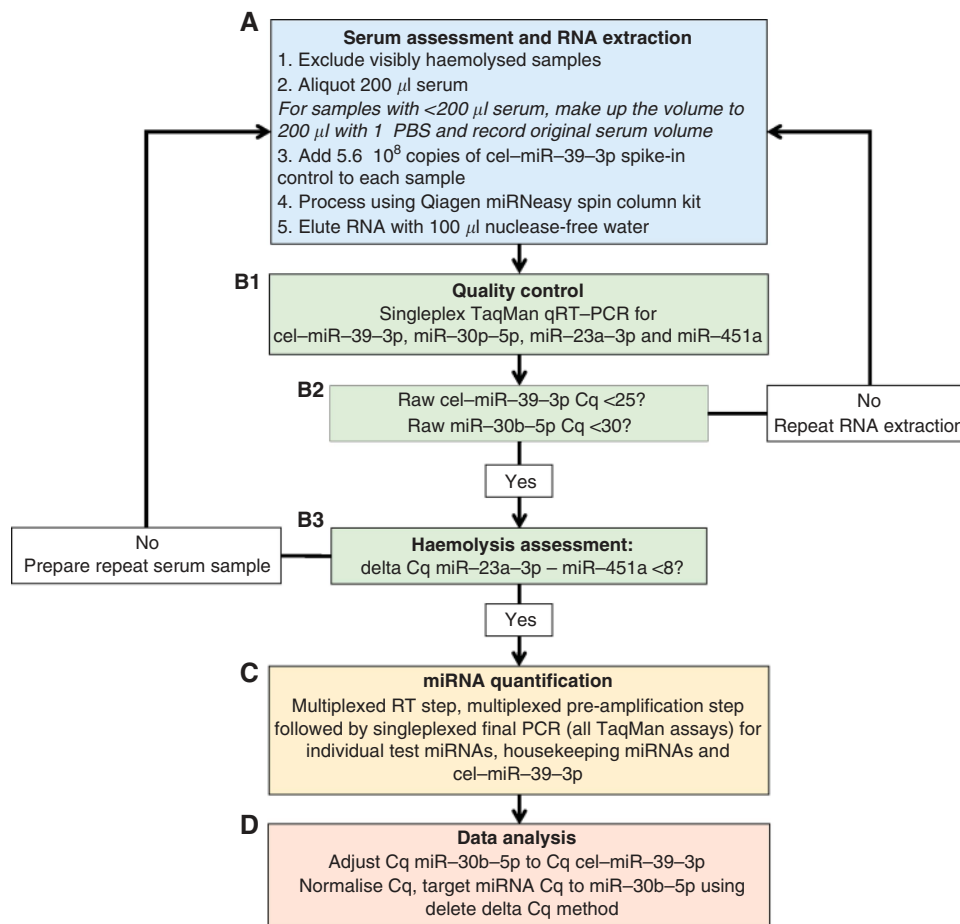 A
Serum assessment and RNA extraction
1. Exclude visibly haemolysed samples
2. Aliquot 200 μl serum
For samples with <200 μl serum, make up the volume to
200 μl with 1 PBS and record original serum volume
3. Add 5.6 10⁸ copies of cel–miR–39–3p spike-in
control to each sample
4. Process using Qiagen miRNeasy spin column kit
5. Elute RNA with 100 μl nuclease-free water
B1
Quality control
Singleplex TaqMan qRT–PCR for
cel–miR–39–3p, miR–30p–5p, miR–23a–3p and miR–451a
B2
Raw cel–miR–39–3p Cq <25?
Raw miR–30b–5p Cq <30?
No
Repeat RNA extraction
Yes
B3
Haemolysis assessment:
delta Cq miR–23a–3p – miR–451a <8?
No
Prepare repeat serum sample
Yes
C
miRNA quantification
Multiplexed RT step, multiplexed pre-amplification step
followed by singleplexed final PCR (all TaqMan assays) for
individual test miRNAs, housekeeping miRNAs and
cel–miR–39–3p
D
Data analysis
Adjust Cq miR–30b–5p to Cq cel–miR–39–3p
Normalise Cq, target miRNA Cq to miR–30b–5p using
delete delta Cq method